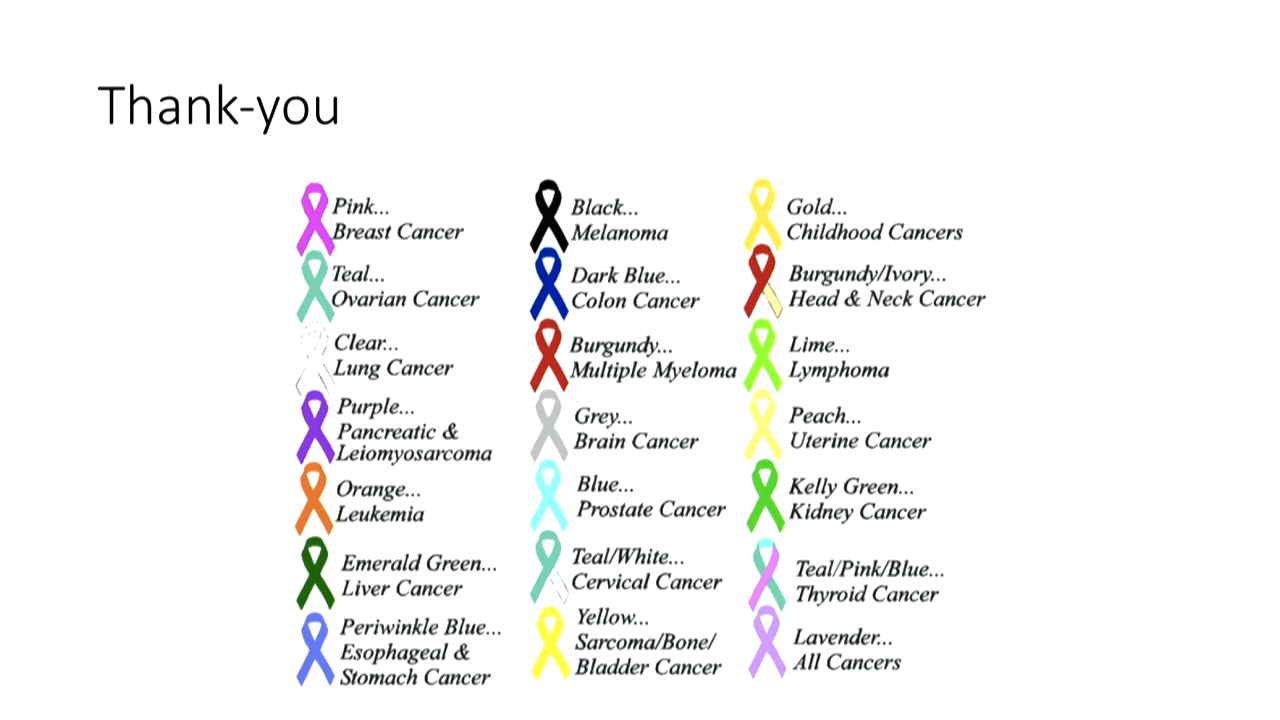 Thank-you
Pink...
Breast Cancer
Teal...
Ovarian Cancer
Clear...
Lung Cancer
Purple...
Pancreatic &
Leiomyosarcoma
Orange...
Leukemia
Emerald Green...
Liver Cancer
Periwinkle Blue...
Esophageal &
Stomach Cancer
Black...
Melanoma
Dark Blue...
Colon Cancer
Burgundy...
Multiple Myeloma
Grey...
Brain Cancer
Blue...
Prostate Cancer
Teal/White...
Cervical Cancer
Yellow...
Sarcoma/Bone/
Bladder Cancer
Gold...
Childhood Cancers
Burgundy/Ivory...
Head & Neck Cancer
Lime...
Lymphoma
Peach...
Uterine Cancer
Kelly Green...
Kidney Cancer
Teal/Pink/Blue...
Thyroid Cancer
Lavender...
All Cancers